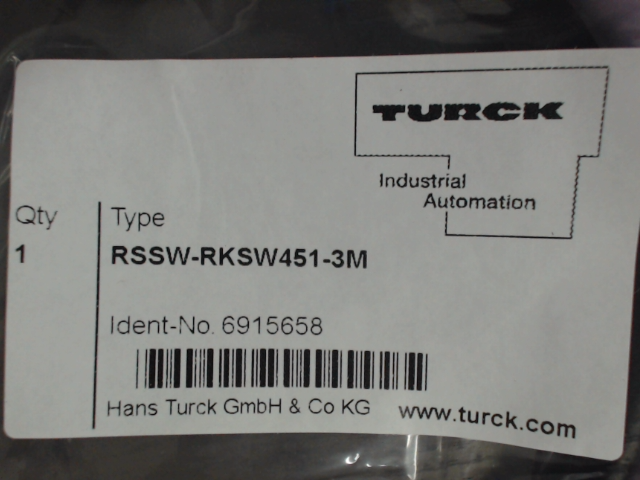 TURCK
Industrial
Automation
Qty
Type
1
RSSW-RKSW451-3M
Ident-No. 6915658
Hans Turck GmbH & Co KG
www.turck.com